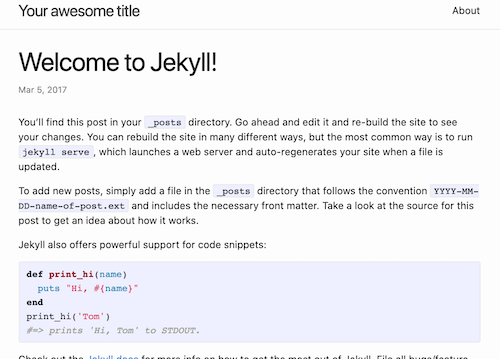 Your awesome title
About
Welcome to Jekyll!
Mar 5, 2017
You’ll find this post in your _posts directory. Go ahead and edit it and re-build the site to see
your changes. You can rebuild the site in many different ways, but the most common way is to run
jekyll serve, which launches a web server and auto-regenerates your site when a file is
updated.
To add new posts, simply add a file in the _posts directory that follows the convention YYYY-MM-
DD-name-of-post.ext and includes the necessary front matter. Take a look at the source for this
post to get an idea about how it works.
Jekyll also offers powerful support for code snippets:
def print_hi(name)
  puts "Hi, #{name}"
end
print_hi('Tom')
#=> prints 'Hi, Tom' to STDOUT.
Check out the Jekyll docs for more info on how to get the most out of Jekyll. File all bugs/feature